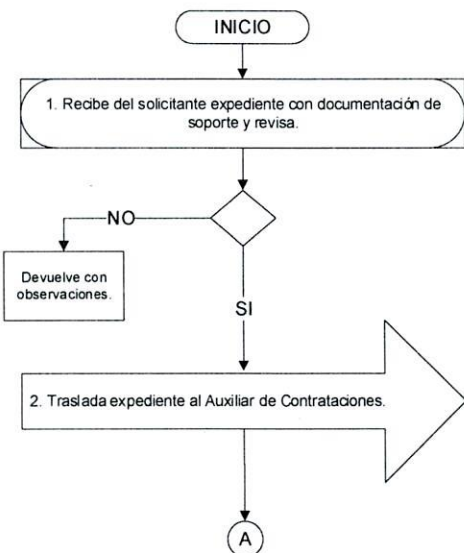 INICIO
1. Recibe del solicitante expediente con documentación de
soporte y revisa.
NO
Devuelve con
observaciones.
SI
2. Traslada expediente al Auxiliar de Contrataciones.
A